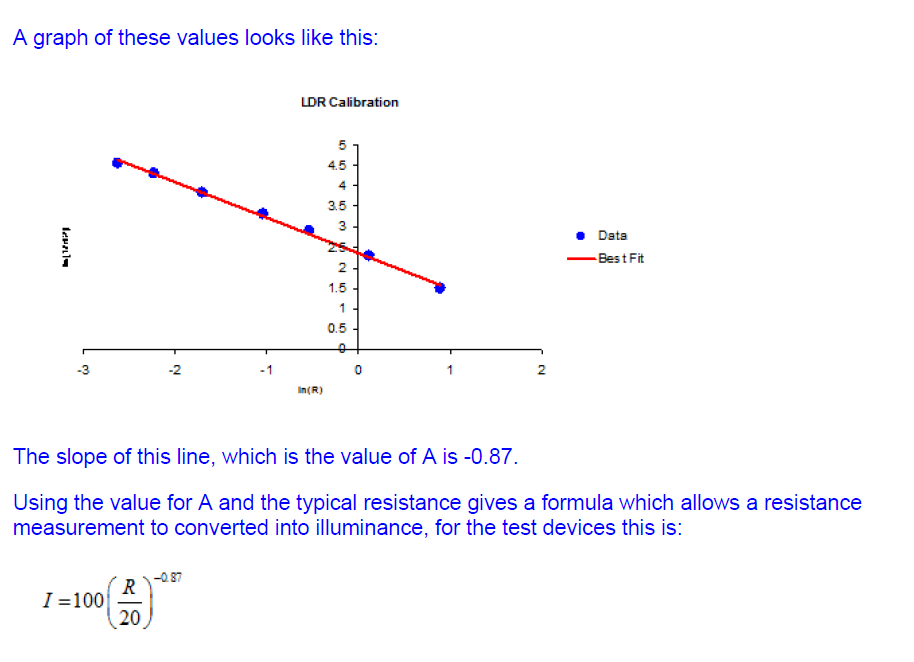 A graph of these values looks like this:
LDR Calibration
5
4.5
4
3.5
3
2.5
2
1.5
1
0.5
0
-3 -2 -1 0 1 2
ln(R)
Data
Best Fit
The slope of this line, which is the value of A is -0.87.
Using the value for A and the typical resistance gives a formula which allows a resistance
measurement to converted into illuminance, for the test devices this is:
I =100(R/20)^-0.87